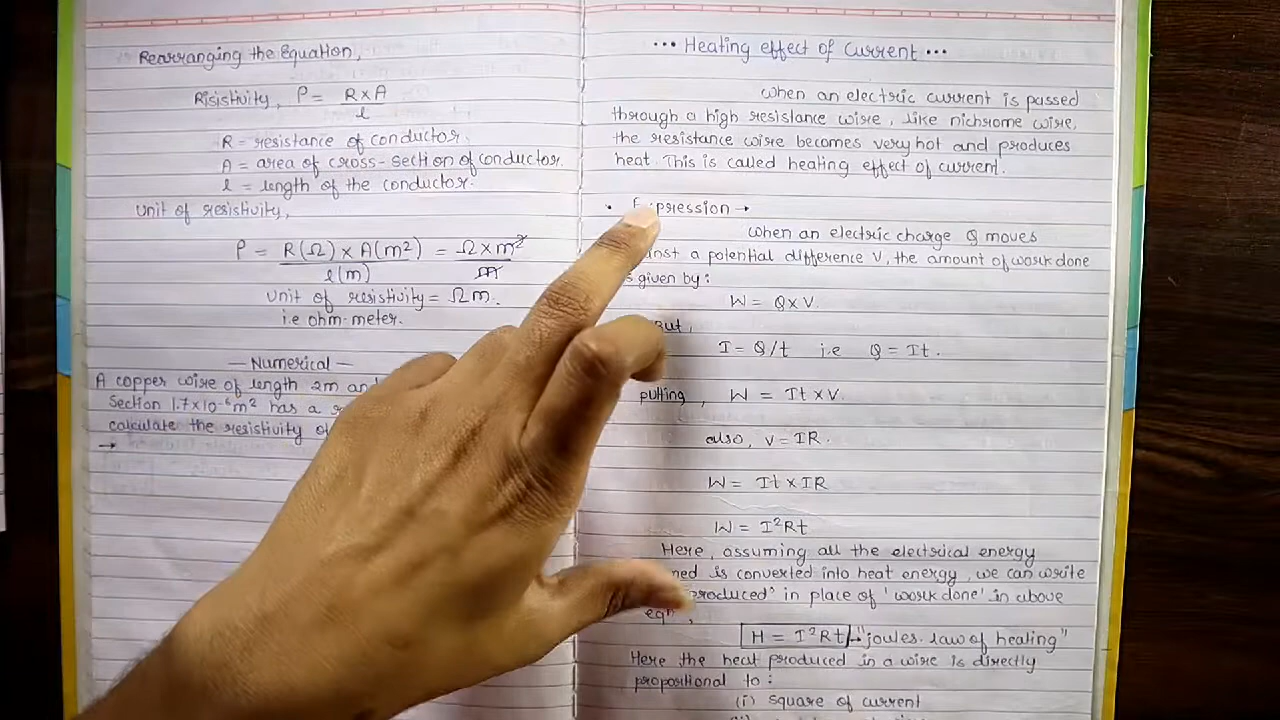 Rearranging the Equation,
Risistivity, ρ = R×A
l
R = resistance of conductor.
A = area of cross-section of conductor.
l = length of the conductor.
Unit of resistivity,
ρ = R(Ω) × A(m²) = Ω×m²
l(m) m
Unit of resistivity = Ωm.
i.e ohm-meter.
— Numerical —
A copper wire of length 2m and
section 1.7×10⁻⁶m² has a
calculate the resistivity
→
••• Heating effect of Current •••
When an electric current is passed
through a high resistance wire, like nichrome wire,
the resistance wire becomes very hot and produces
heat. This is called heating effect of current.
• pression →
When an electric charge Q moves
a potential difference V, the amount of work done
given by:
W = Q×V.
But,
I = Q/t i.e Q = It.
putting, W = It×V.
also, V = IR.
W = It×IR
W = I²Rt
Here, assuming all the electrical energy
is converted into heat energy, we can write
produced' in place of 'work done' in above
eqⁿ,
H = I²Rt → "joules law of heating"
Here the heat produced in a wire is directly
propotional to:
(i) square of current